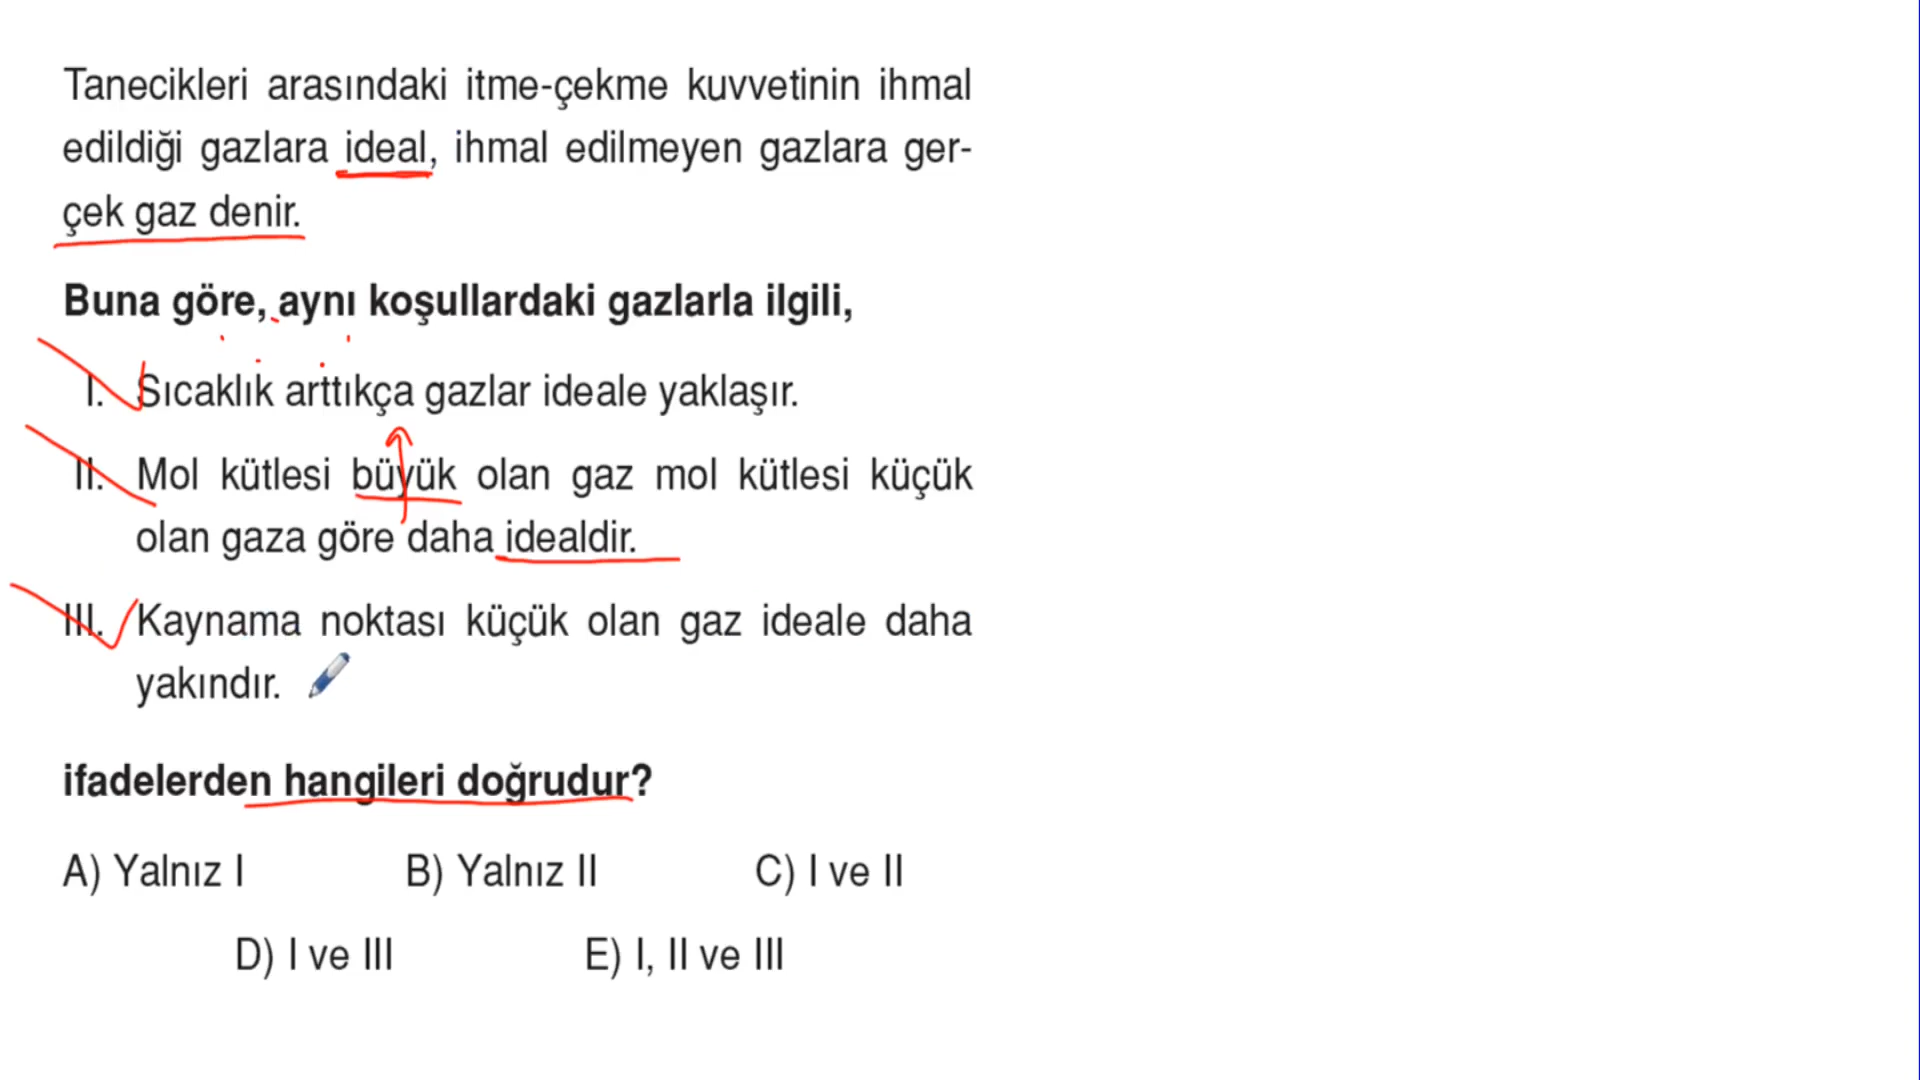 Tanecikleri arasındaki itme-çekme kuvvetinin ihmal
edildiği gazlara ideal, ihmal edilmeyen gazlara ger-
çek gaz denir.
Buna göre, aynı koşullardaki gazlarla ilgili,
I. Sıcaklık arttıkça gazlar ideale yaklaşır.
II. Mol kütlesi büyük olan gaz mol kütlesi küçük
olan gaza göre daha idealdir.
III. Kaynama noktası küçük olan gaz ideale daha
yakındır.
ifadelerden hangileri doğrudur?
A) Yalnız I B) Yalnız II C) I ve II
D) I ve III E) I, II ve III